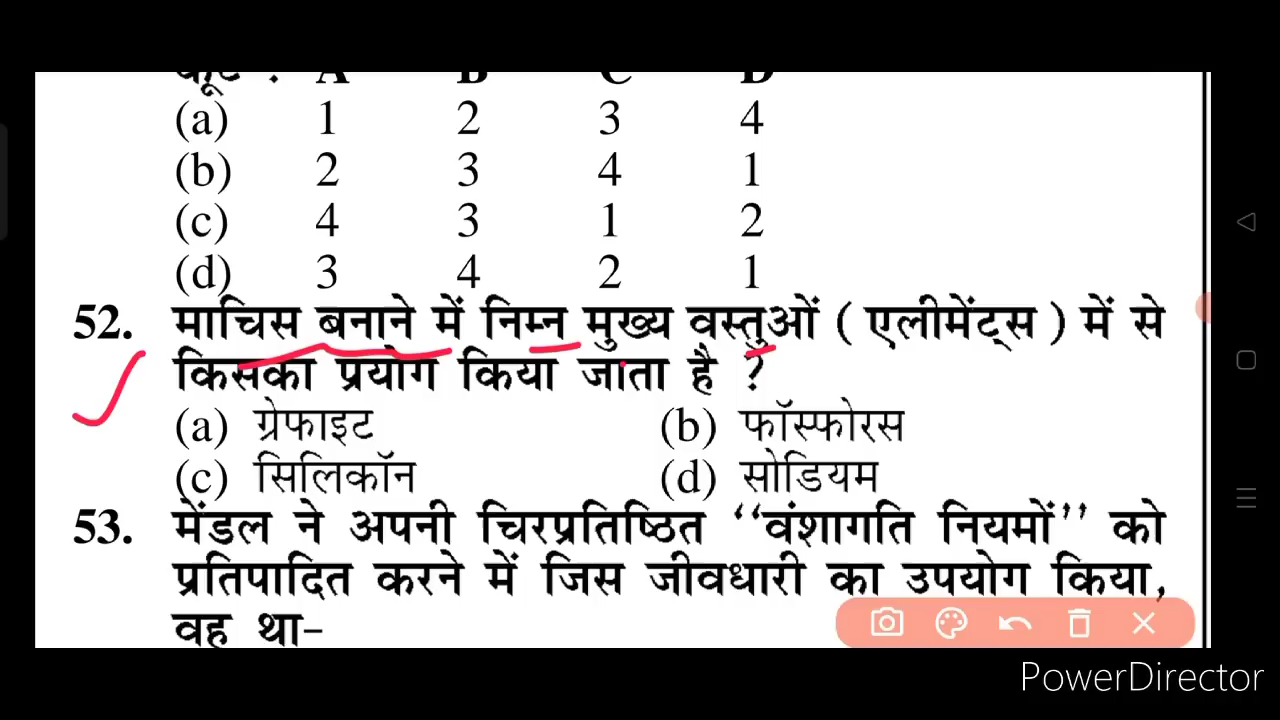 कूट : A B C D
(a) 1 2 3 4
(b) 2 3 4 1
(c) 4 3 1 2
(d) 3 4 2 1
52. माचिस बनाने में निम्न मुख्य वस्तुओं ( एलीमेंट्स ) में से
किसका प्रयोग किया जाता है ?
(a) ग्रेफाइट (b) फॉस्फोरस
(c) सिलिकॉन (d) सोडियम
53. मेंडल ने अपनी चिरप्रतिष्ठित ‘‘वंशागति नियमों’’ को
प्रतिपादित करने में जिस जीवधारी का उपयोग किया,
वह था–
PowerDirector